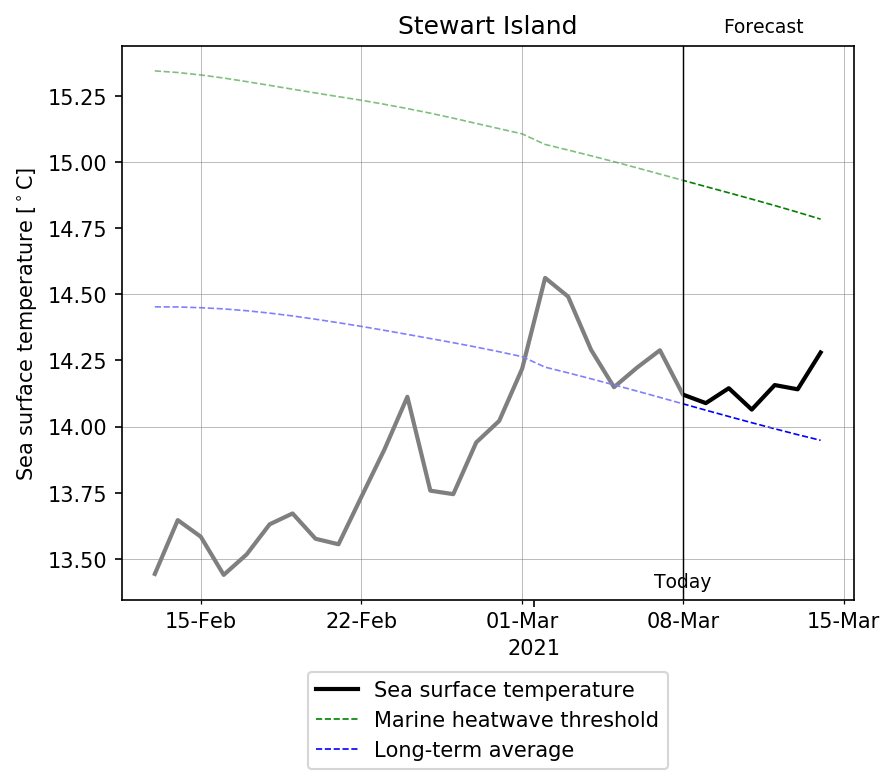 Stewart Island
Forecast
Sea surface temperature [°C]
15.25
15.00
14.75
14.50
14.25
14.00
13.75
13.50
Today
15-Feb 22-Feb 01-Mar 08-Mar 15-Mar
2021
Sea surface temperature
Marine heatwave threshold
Long-term average